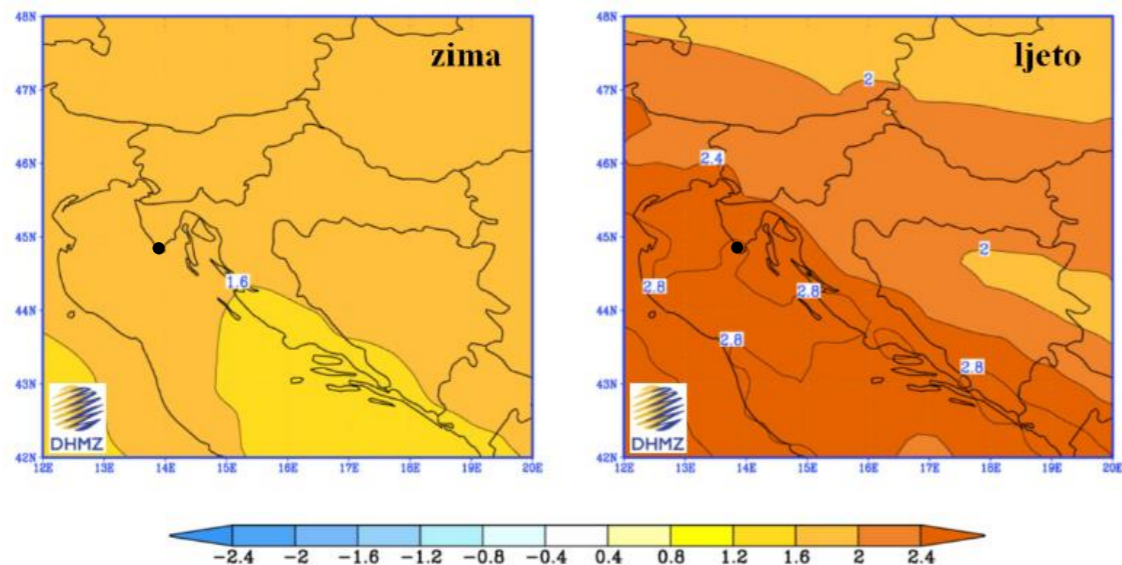 48N 47N 46N 45N 44N 43N 42N
zima
1.6
DHMZ
12E 13E 14E 15E 16E 17E 18E 19E 20E
48N 47N 46N 45N 44N 43N 42N
ljeto
2
2.4
2
2.8
2.8
2.8
2.8
DHMZ
12E 13E 14E 15E 16E 17E 18E 19E 20E
-2.4 -2 -1.6 -1.2 -0.8 -0.4 0.4 0.8 1.2 1.6 2 2.4